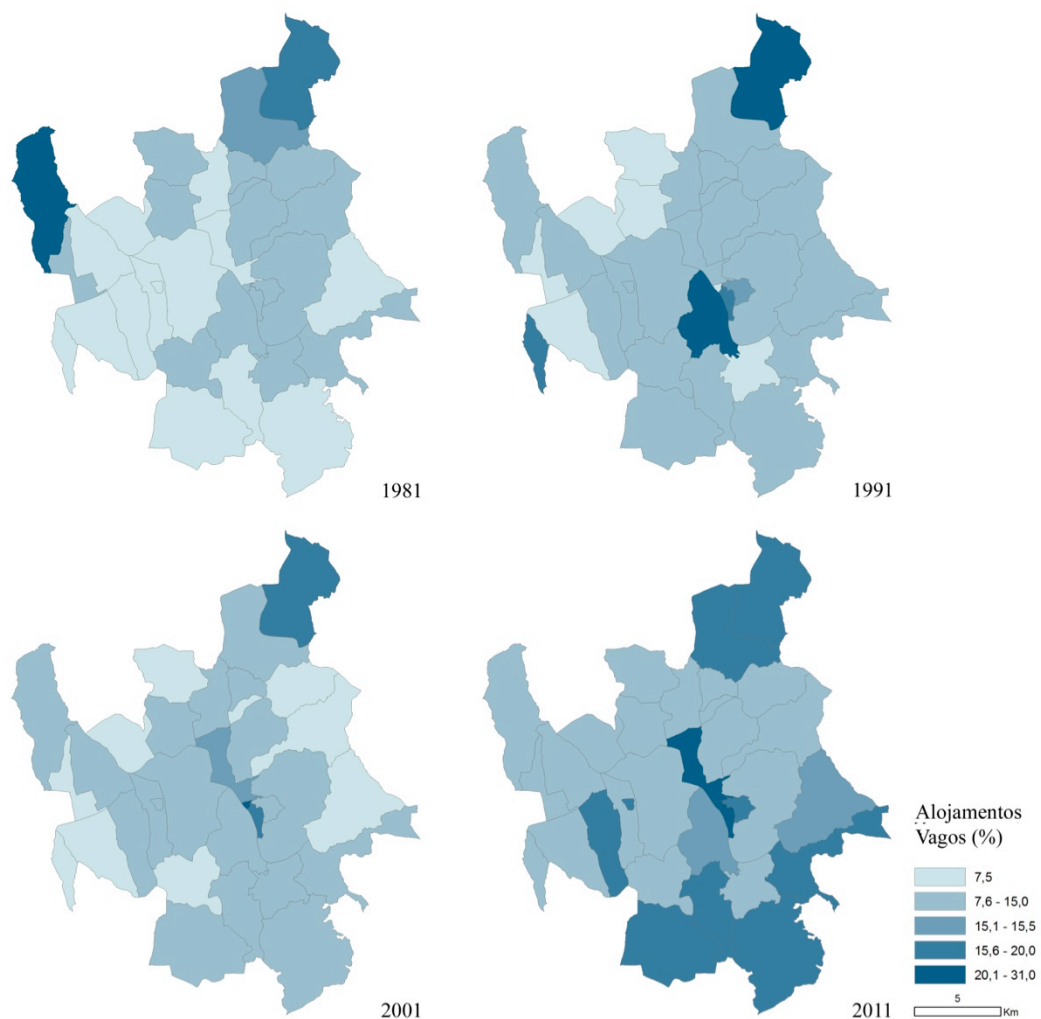 1981
1991
2001
2011
Alojamentos
Vagos (%)
7,5
7,6 - 15,0
15,1 - 15,5
15,6 - 20,0
20,1 - 31,0
5
Km